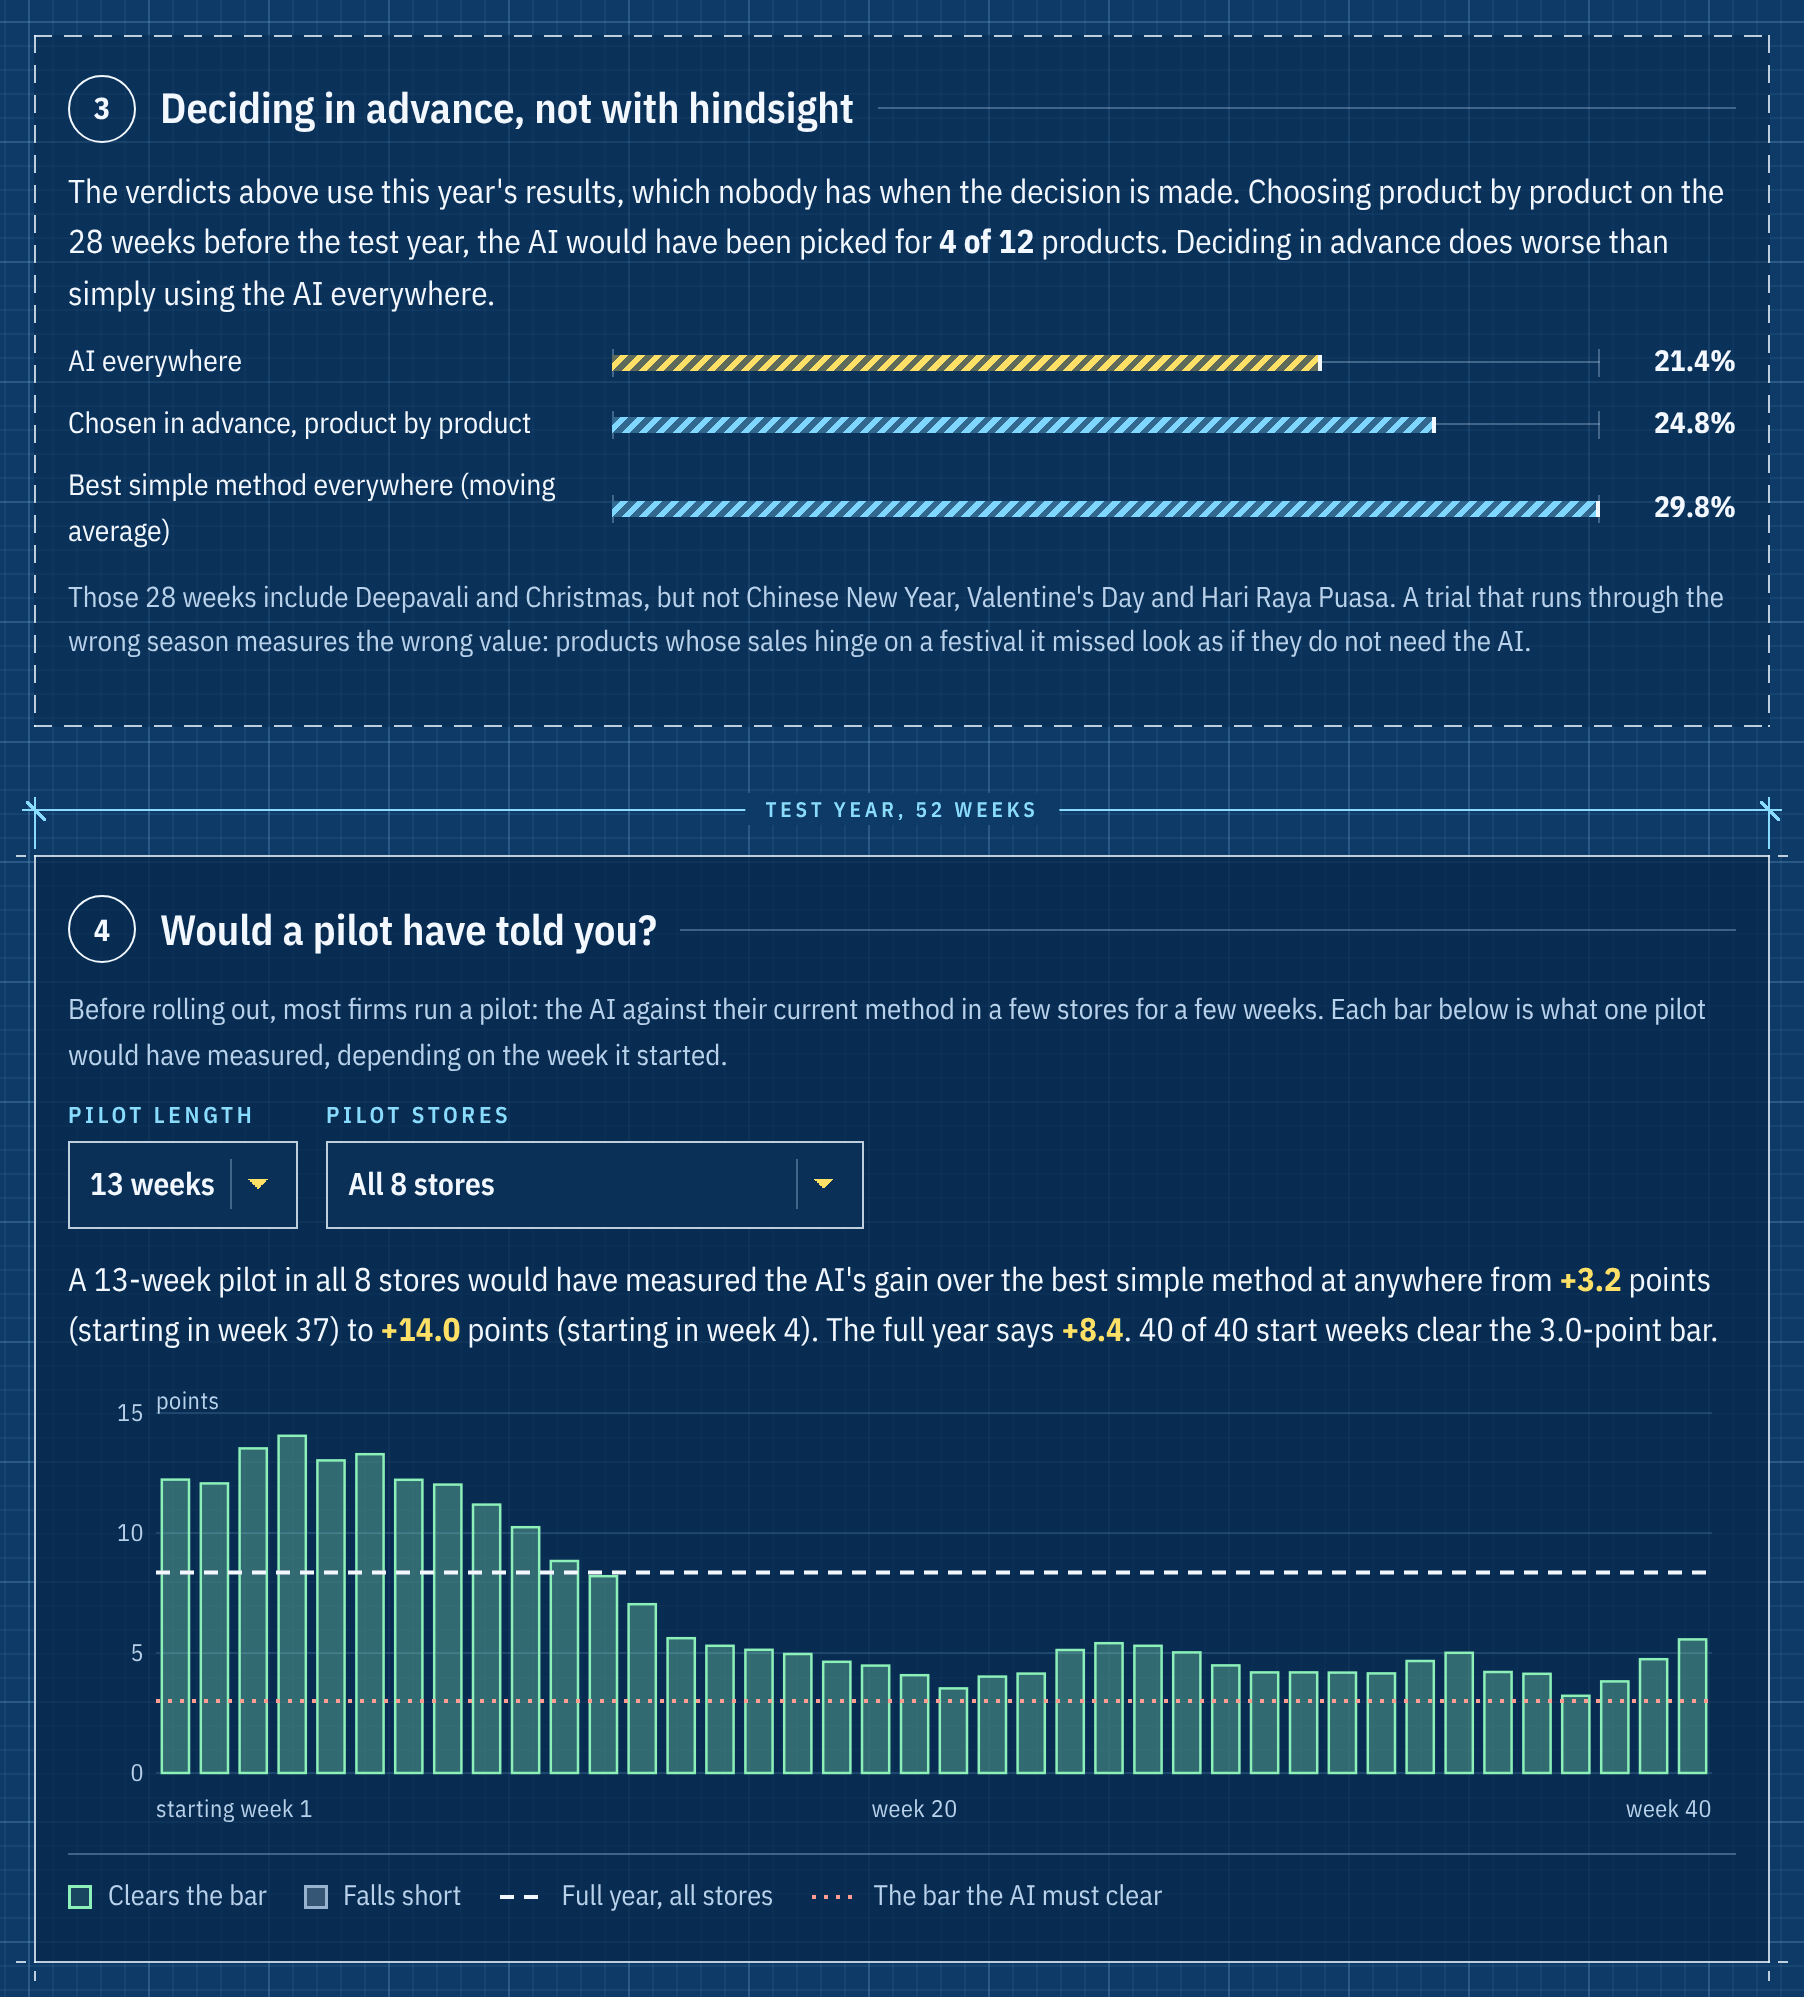 3
Deciding in advance, not with hindsight
The verdicts above use this year's results, which nobody has when the decision is made. Choosing product by product on the
28 weeks before the test year, the AI would have been picked for 4 of 12 products. Deciding in advance does worse than
simply using the AI everywhere.
AI everywhere 21.4%
Chosen in advance, product by product 24.8%
Best simple method everywhere (moving
average) 29.8%
Those 28 weeks include Deepavali and Christmas, but not Chinese New Year, Valentine's Day and Hari Raya Puasa. A trial that runs through the
wrong season measures the wrong value: products whose sales hinge on a festival it missed look as if they do not need the AI.
TEST YEAR, 52 WEEKS
4
Would a pilot have told you?
Before rolling out, most firms run a pilot: the AI against their current method in a few stores for a few weeks. Each bar below is what one pilot
would have measured, depending on the week it started.
PILOT LENGTH PILOT STORES
13 weeks All 8 stores
A 13-week pilot in all 8 stores would have measured the AI's gain over the best simple method at anywhere from +3.2 points
(starting in week 37) to +14.0 points (starting in week 4). The full year says +8.4. 40 of 40 start weeks clear the 3.0-point bar.
points
15
10
5
0
starting week 1 week 20 week 40
Clears the bar Falls short Full year, all stores The bar the AI must clear